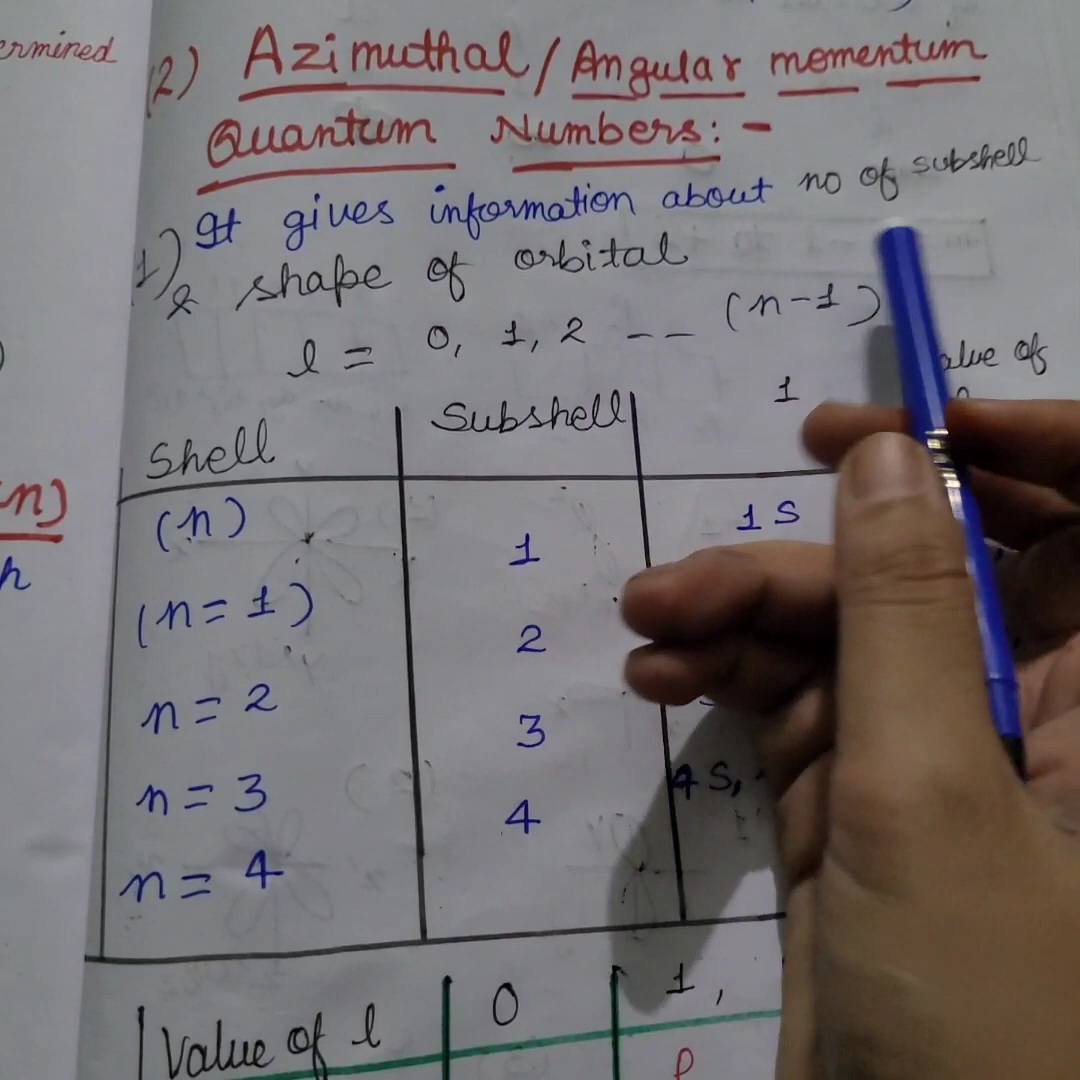 ermined
(2) Azimuthal / Angular momentum
Quantum Numbers: -
1) It gives information about no of subshell
& shape of orbital
l = 0, 1, 2 -- (n-1)
1 alue of
Shell Subshell
(n) 1 1S
(n = 1) 2
n = 2 3
n = 3 4 4S,
n = 4
-n)
h
Value of l 0 1,
P